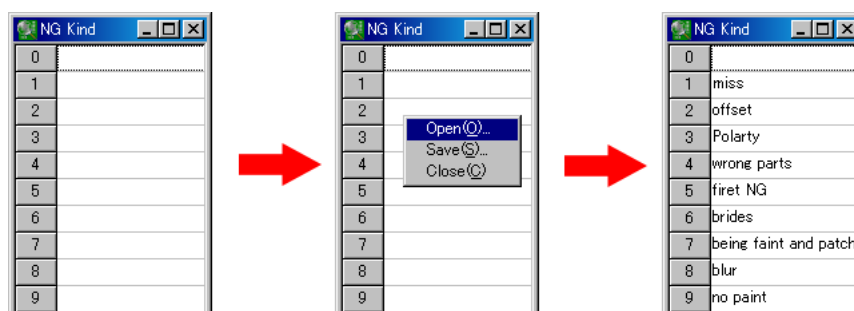 NG Kind
0
1
2
3
4
5
6
7
8
9
NG Kind
0
1
2
3
4
5
6
7
8
9
Open(O)...
Save(S)...
Close(C)
NG Kind
0
1 miss
2 offset
3 Polarty
4 wrong parts
5 firet NG
6 brides
7 being faint and patch
8 blur
9 no paint